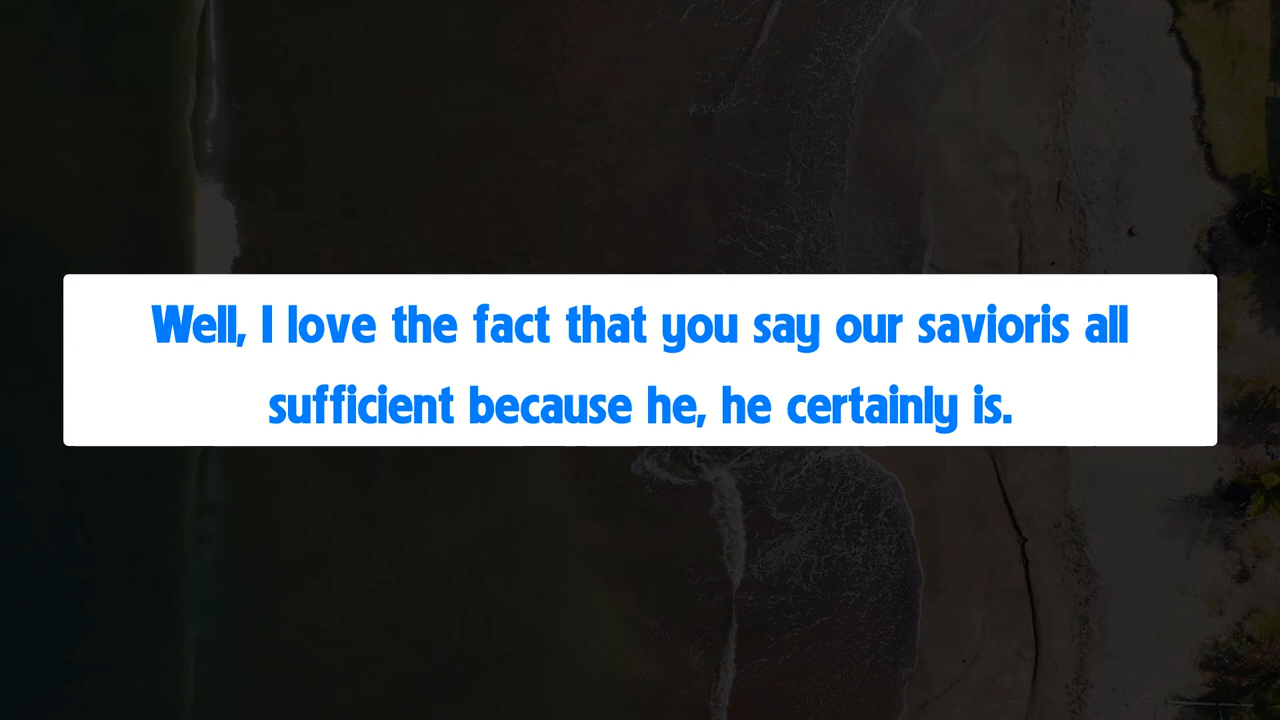 Well, I love the fact that you say our savioris all
sufficient because he, he certainly is.